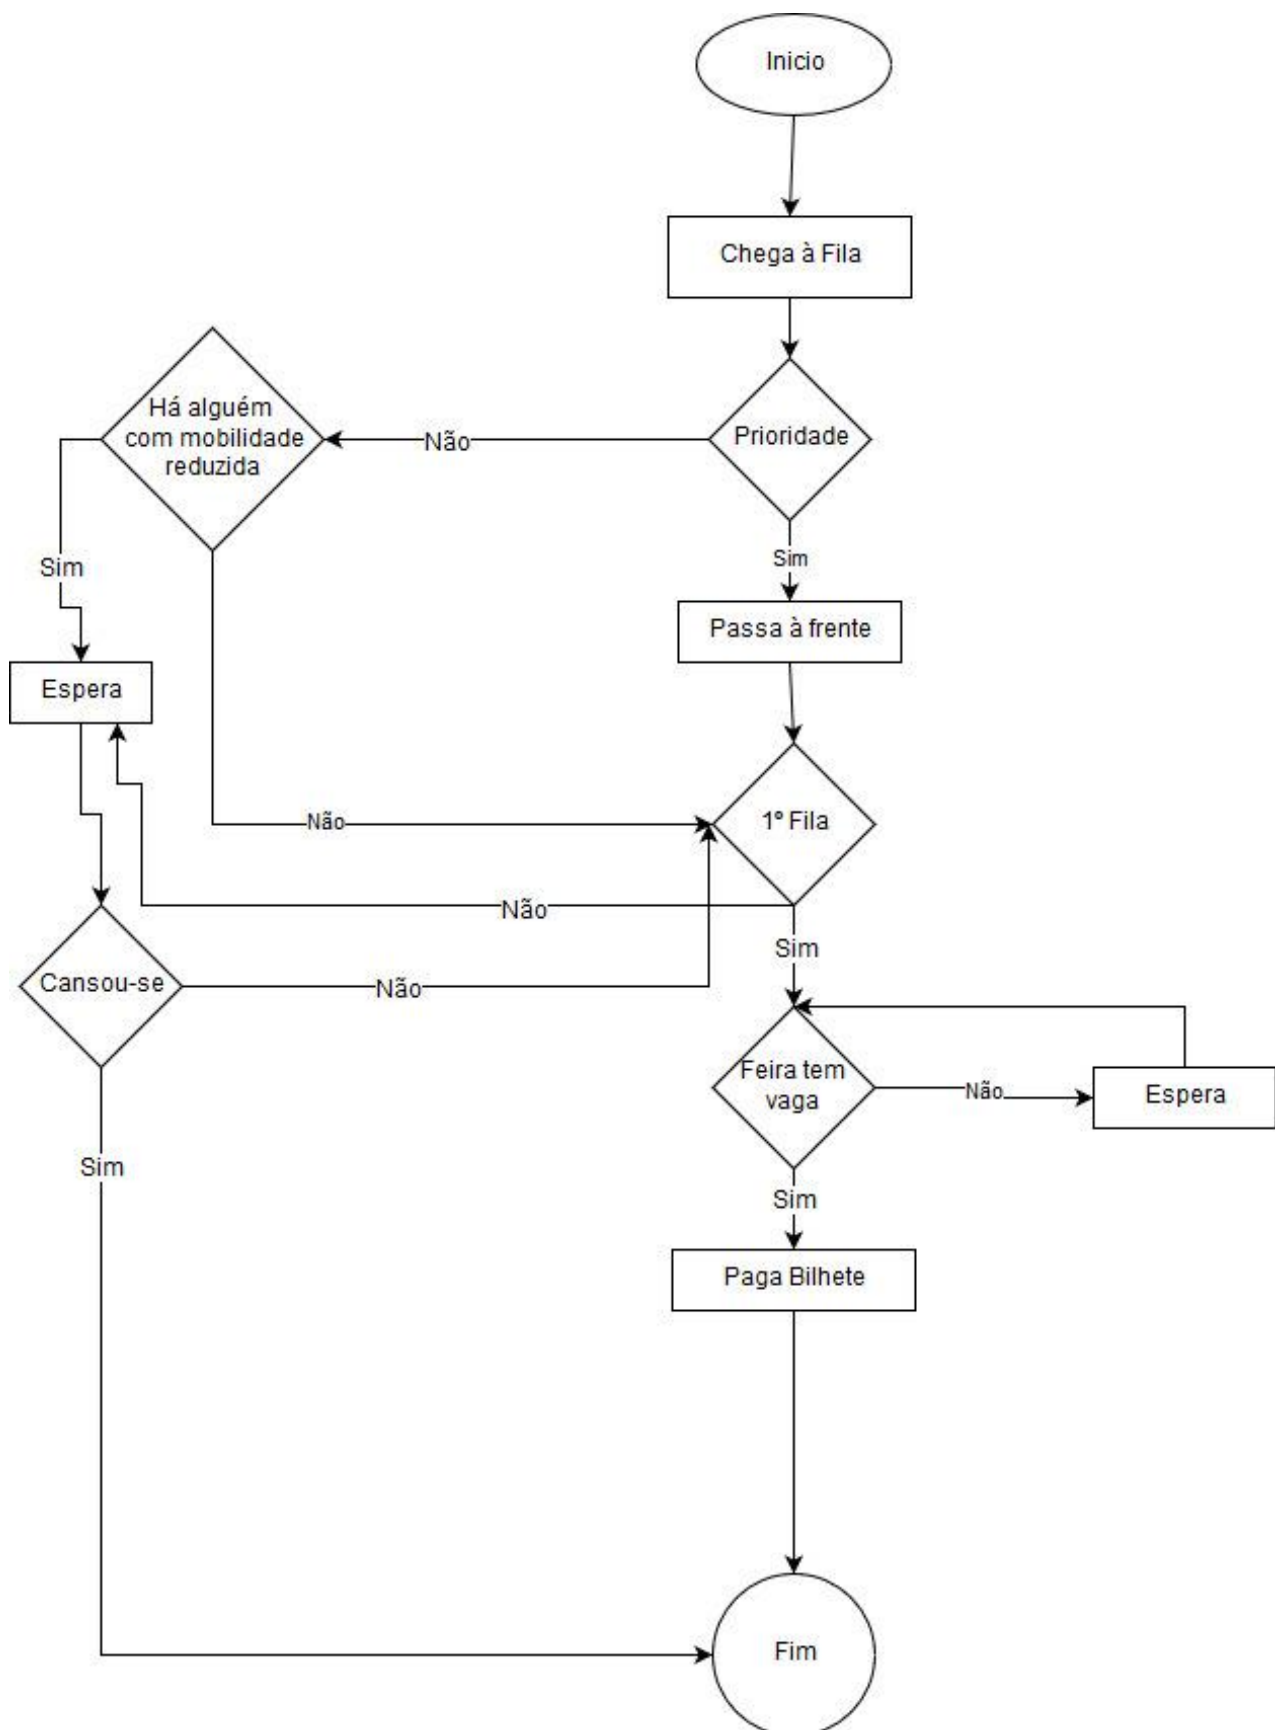 Inicio
Chega à Fila
Há alguém
com mobilidade
reduzida
Não
Prioridade
Sim
Sim
Passa à frente
Espera
Não
1º Fila
Não
Sim
Cansou-se
Não
Feira tem
vaga
Não
Espera
Sim
Sim
Paga Bilhete
Fim